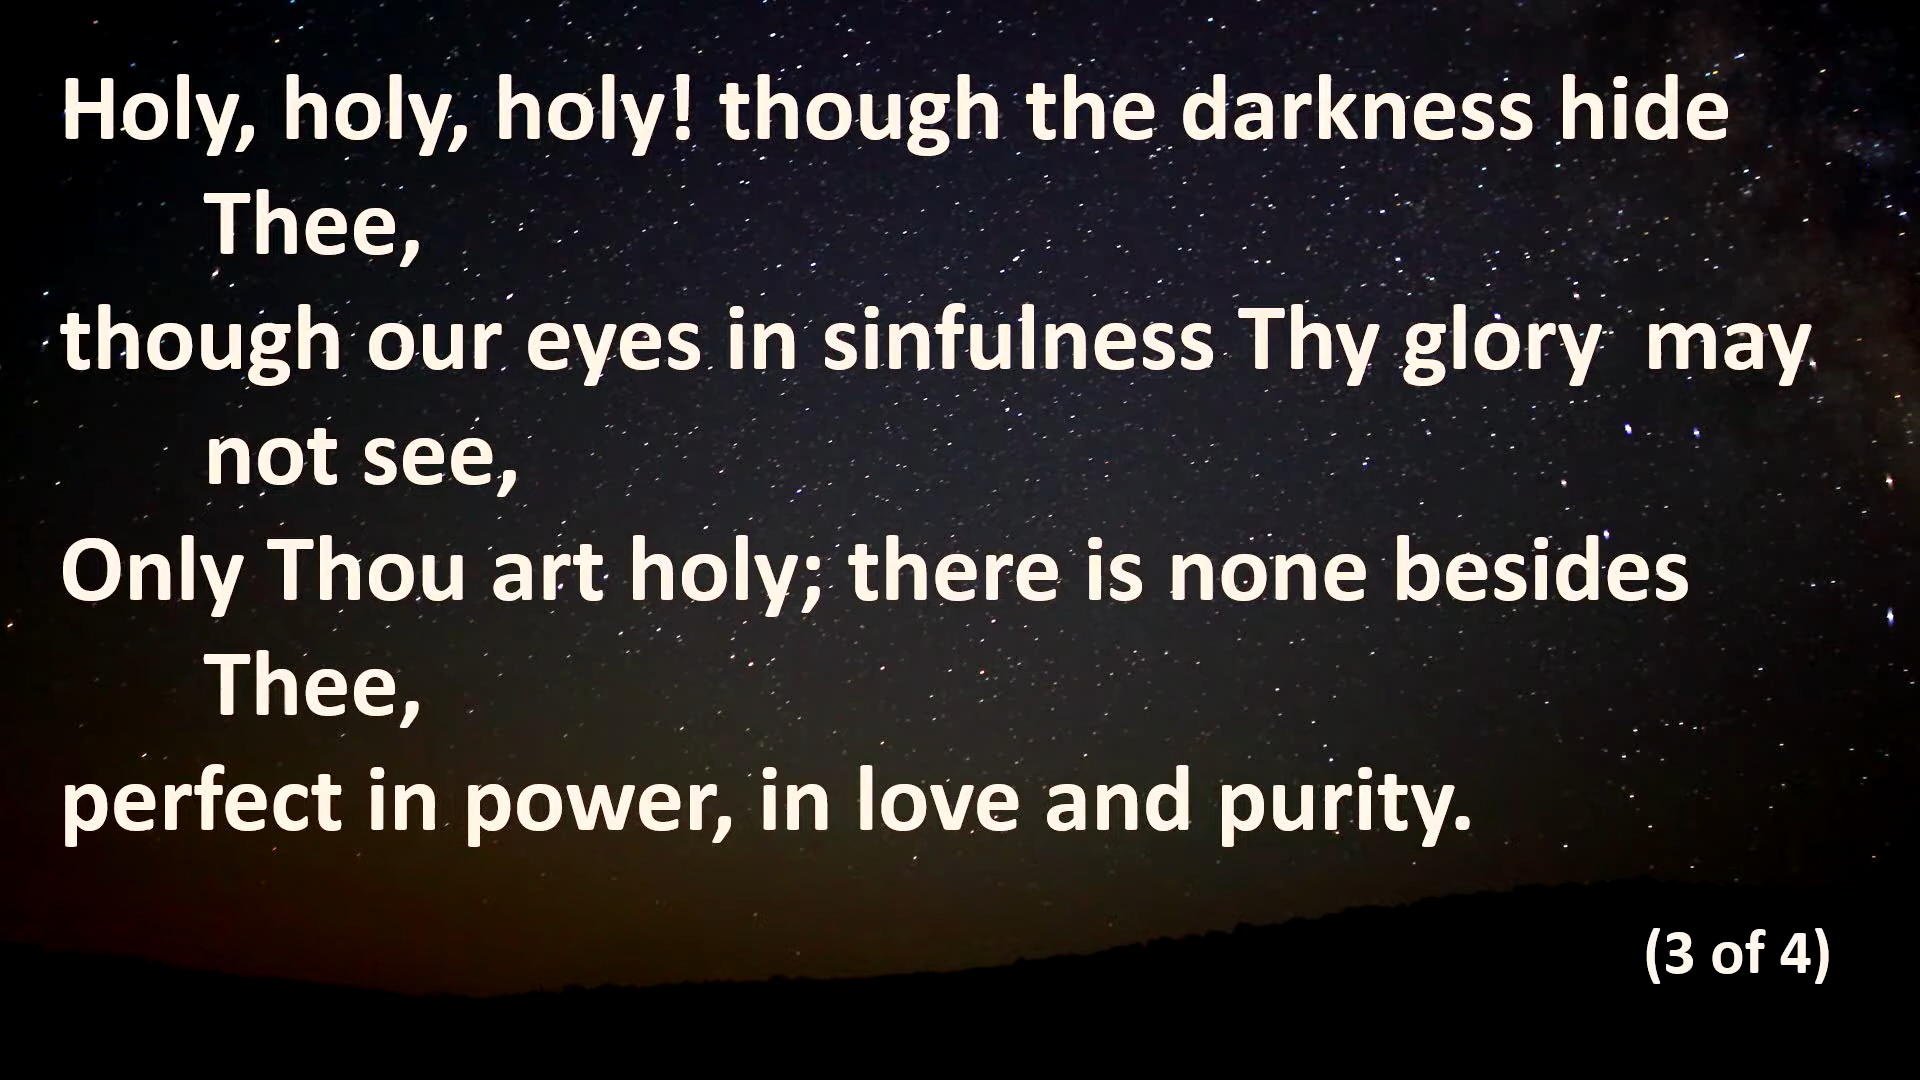 Holy, holy, holy! though the darkness hide
Thee,
though our eyes in sinfulness Thy glory  may
not see,
Only Thou art holy; there is none besides
Thee,
perfect in power, in love and purity.
(3 of 4)